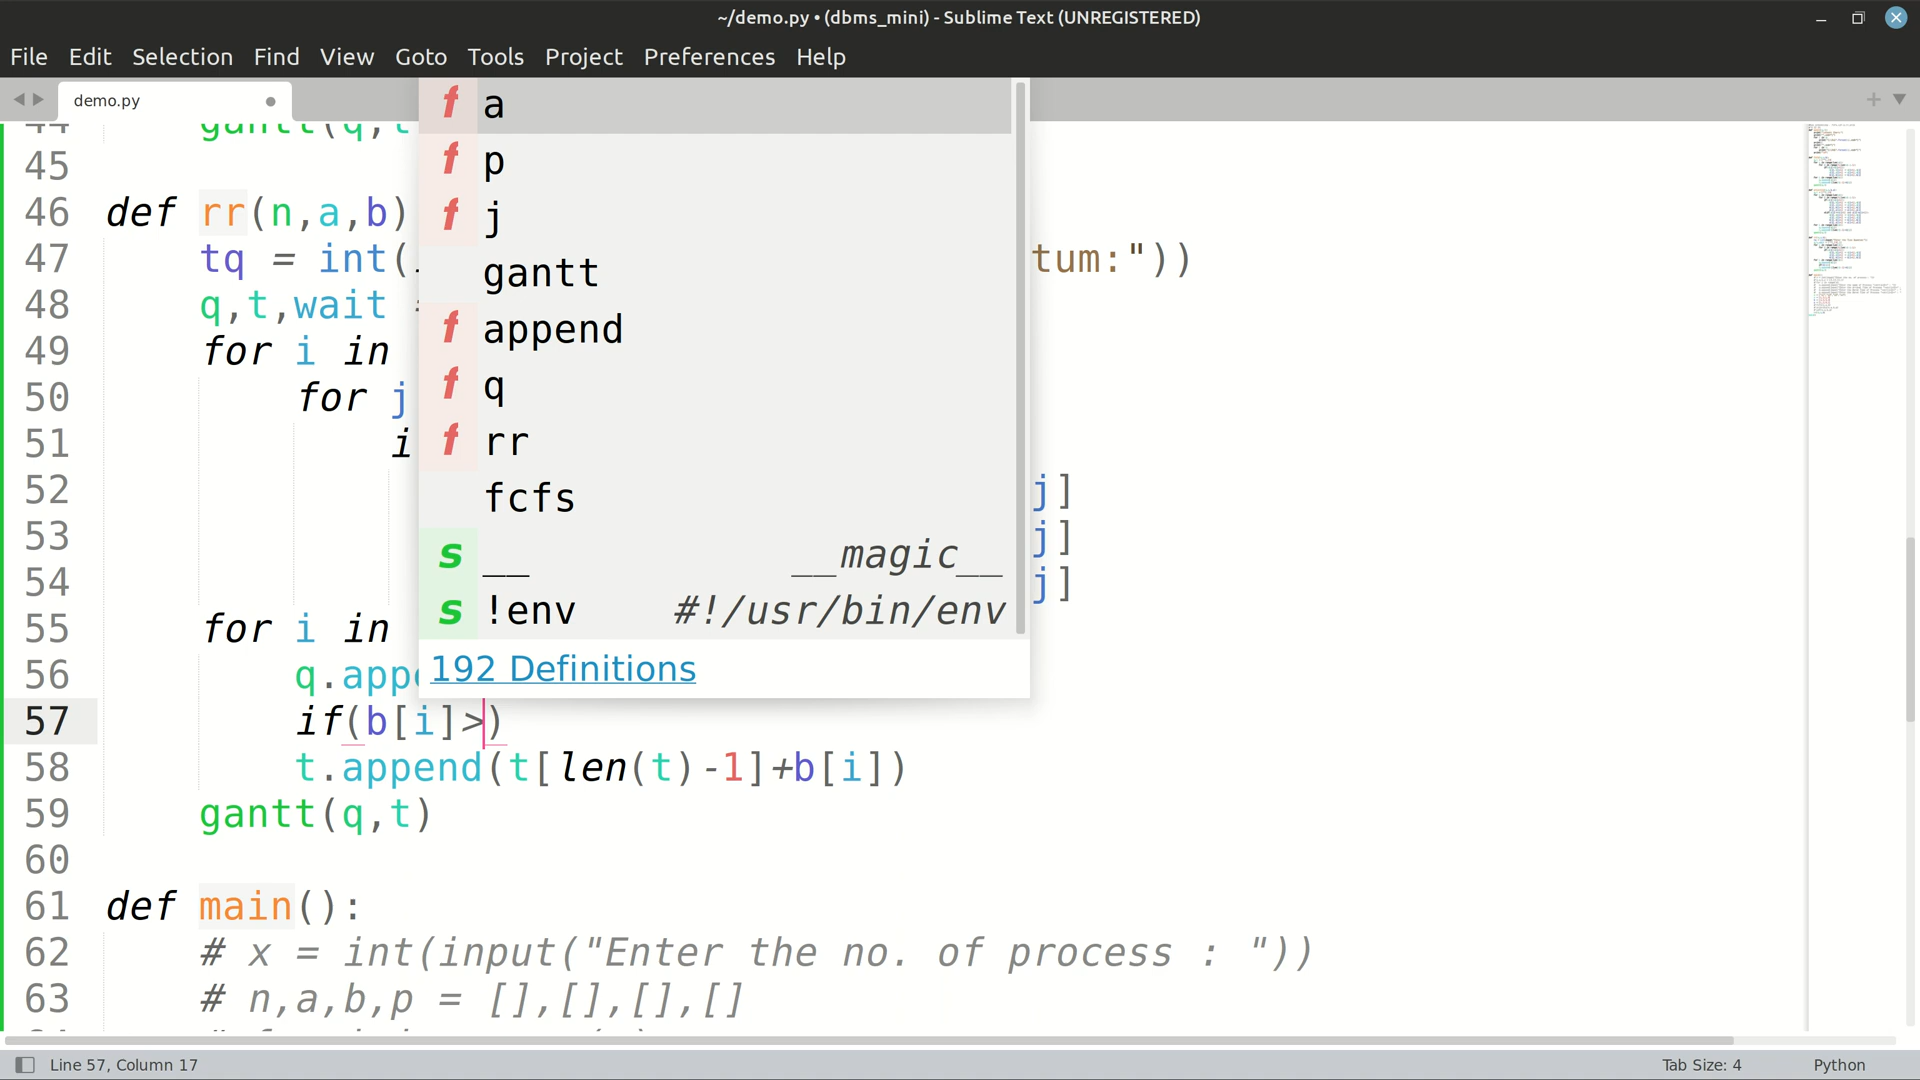 ~/demo.py • (dbms_mini) - Sublime Text (UNREGISTERED)
File Edit Selection Find View Goto Tools Project Preferences Help
demo.py
44 gantt(q,t
45
46 def rr(n,a,b)
47 tq = int( tum:"))
48 q,t,wait
49 for i in
50 for j
51 i
52 j]
53 j]
54 j]
55 for i in
56 q.appe
57 if(b[i]>)
58 t.append(t[len(t)-1]+b[i])
59 gantt(q,t)
60
61 def main():
62 # x = int(input("Enter the no. of process : "))
63 # n,a,b,p = [],[],[],[]
f a
f p
f j
gantt
f append
f q
f rr
fcfs
s __ __magic__
s !env #!/usr/bin/env
192 Definitions
Line 57, Column 17
Tab Size: 4
Python